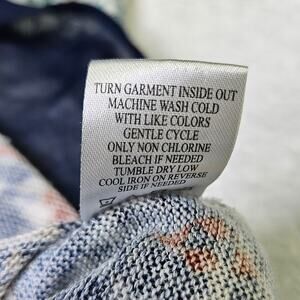 TURN GARMENT INSIDE OUT
MACHINE WASH COLD
WITH LIKE COLORS
GENTLE CYCLE
ONLY NON CHLORINE
BLEACH IF NEEDED
TUMBLE DRY LOW
COOL IRON ON REVERSE
SIDE IF NEEDED